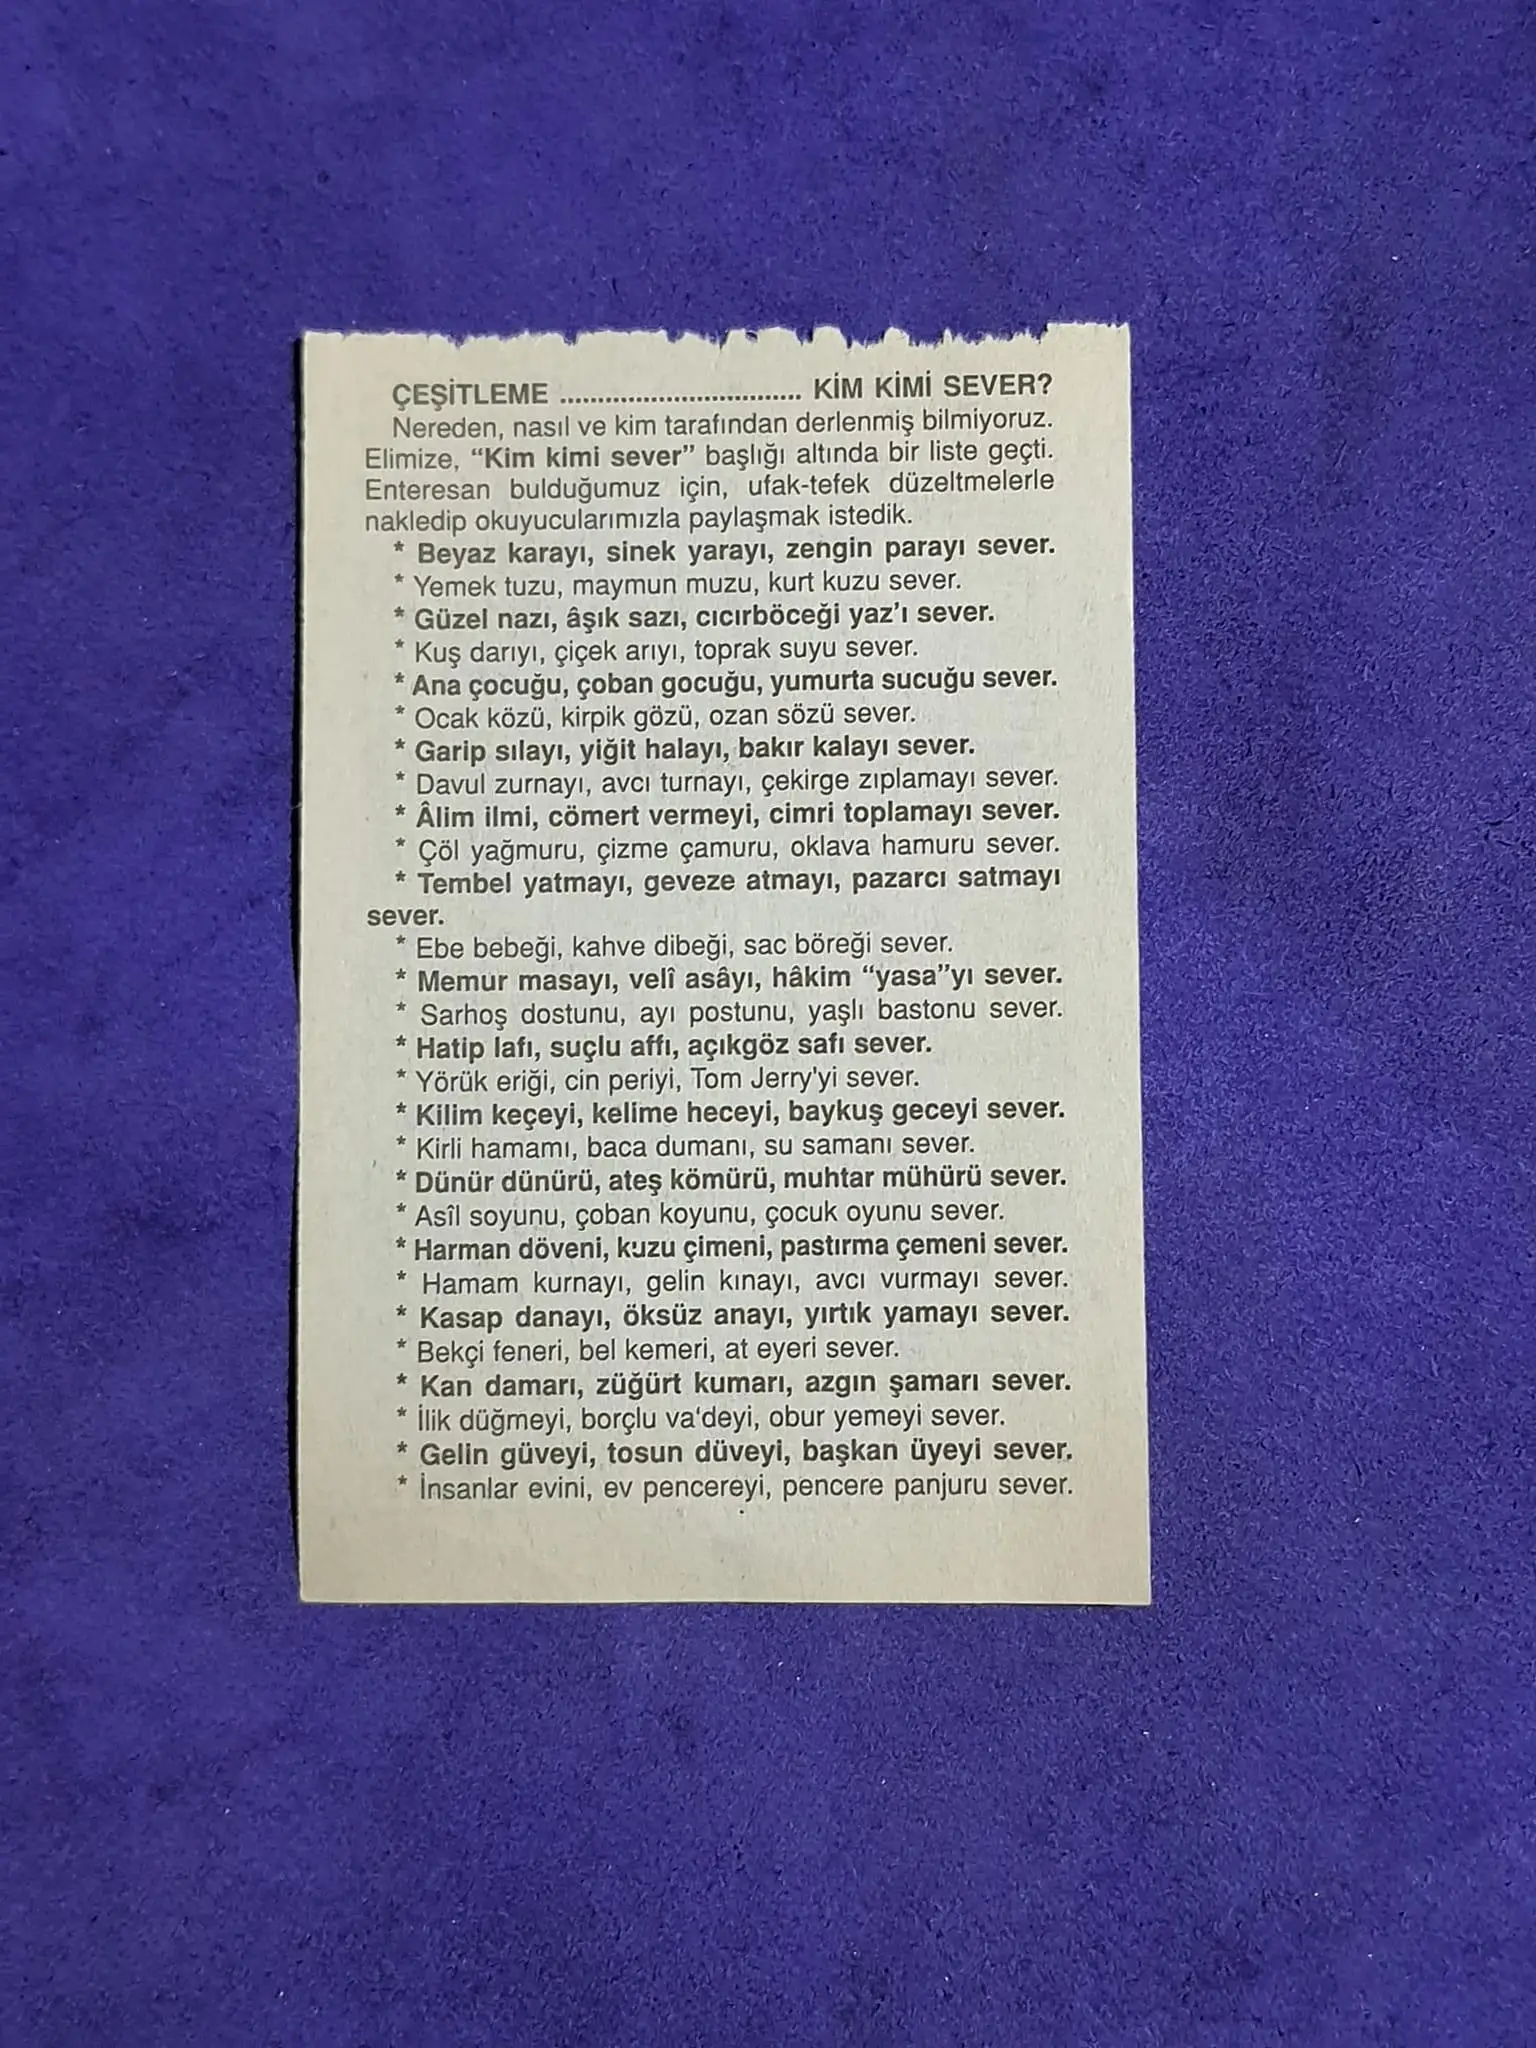 ÇEŞİTLEME ................................ KİM KİMİ SEVER?
Nereden, nasıl ve kim tarafından derlenmiş bilmiyoruz.
Elimize, “Kim kimi sever” başlığı altında bir liste geçti.
Enteresan bulduğumuz için, ufak-tefek düzeltmelerle
nakledip okuyucularımızla paylaşmak istedik.
* Beyaz karayı, sinek yarayı, zengin parayı sever.
* Yemek tuzu, maymun muzu, kurt kuzu sever.
* Güzel nazı, âşık sazı, cıcırböceği yaz’ı sever.
* Kuş darıyı, çiçek arıyı, toprak suyu sever.
* Ana çocuğu, çoban gocuğu, yumurta sucuğu sever.
* Ocak közü, kirpik gözü, ozan sözü sever.
* Garip sılayı, yiğit halayı, bakır kalayı sever.
* Davul zurnayı, avcı turnayı, çekirge zıplamayı sever.
* Âlim ilmi, cömert vermeyi, cimri toplamayı sever.
* Çöl yağmuru, çizme çamuru, oklava hamuru sever.
* Tembel yatmayı, geveze atmayı, pazarcı satmayı
sever.
* Ebe bebeği, kahve dibeği, sac böreği sever.
* Memur masayı, velî asâyı, hâkim “yasa”yı sever.
* Sarhoş dostunu, ayı postunu, yaşlı bastonu sever.
* Hatip lafı, suçlu affı, açıkgöz safı sever.
* Yörük eriği, cin periyi, Tom Jerry'yi sever.
* Kilim keçeyi, kelime heceyi, baykuş geceyi sever.
* Kirli hamamı, baca dumanı, su samanı sever.
* Dünür dünürü, ateş kömürü, muhtar mühürü sever.
* Asîl soyunu, çoban koyunu, çocuk oyunu sever.
* Harman döveni, kuzu çimeni, pastırma çemeni sever.
* Hamam kurnayı, gelin kınayı, avcı vurmayı sever.
* Kasap danayı, öksüz anayı, yırtık yamayı sever.
* Bekçi feneri, bel kemeri, at eyeri sever.
* Kan damarı, züğürt kumarı, azgın şamarı sever.
* İlik düğmeyi, borçlu va‘deyi, obur yemeyi sever.
* Gelin güveyi, tosun düveyi, başkan üyeyi sever.
* İnsanlar evini, ev pencereyi, pencere panjuru sever.